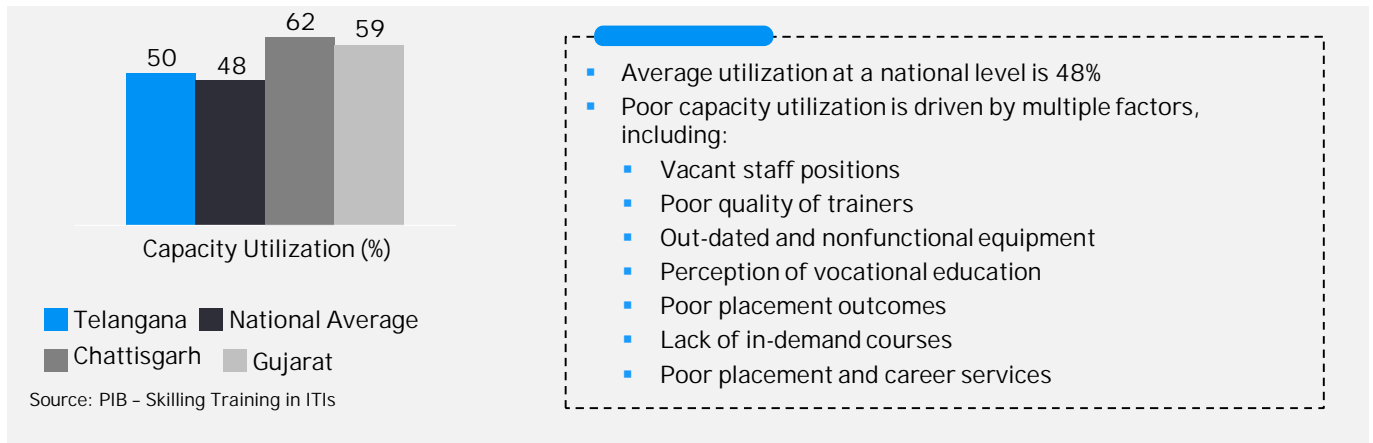 50
48
62
59
Capacity Utilization (%)
Telangana
National Average
Chattisgarh
Gujarat
Source: PIB – Skilling Training in ITIs
Average utilization at a national level is 48%
Poor capacity utilization is driven by multiple factors,
including:
Vacant staff positions
Poor quality of trainers
Out-dated and nonfunctional equipment
Perception of vocational education
Poor placement outcomes
Lack of in-demand courses
Poor placement and career services